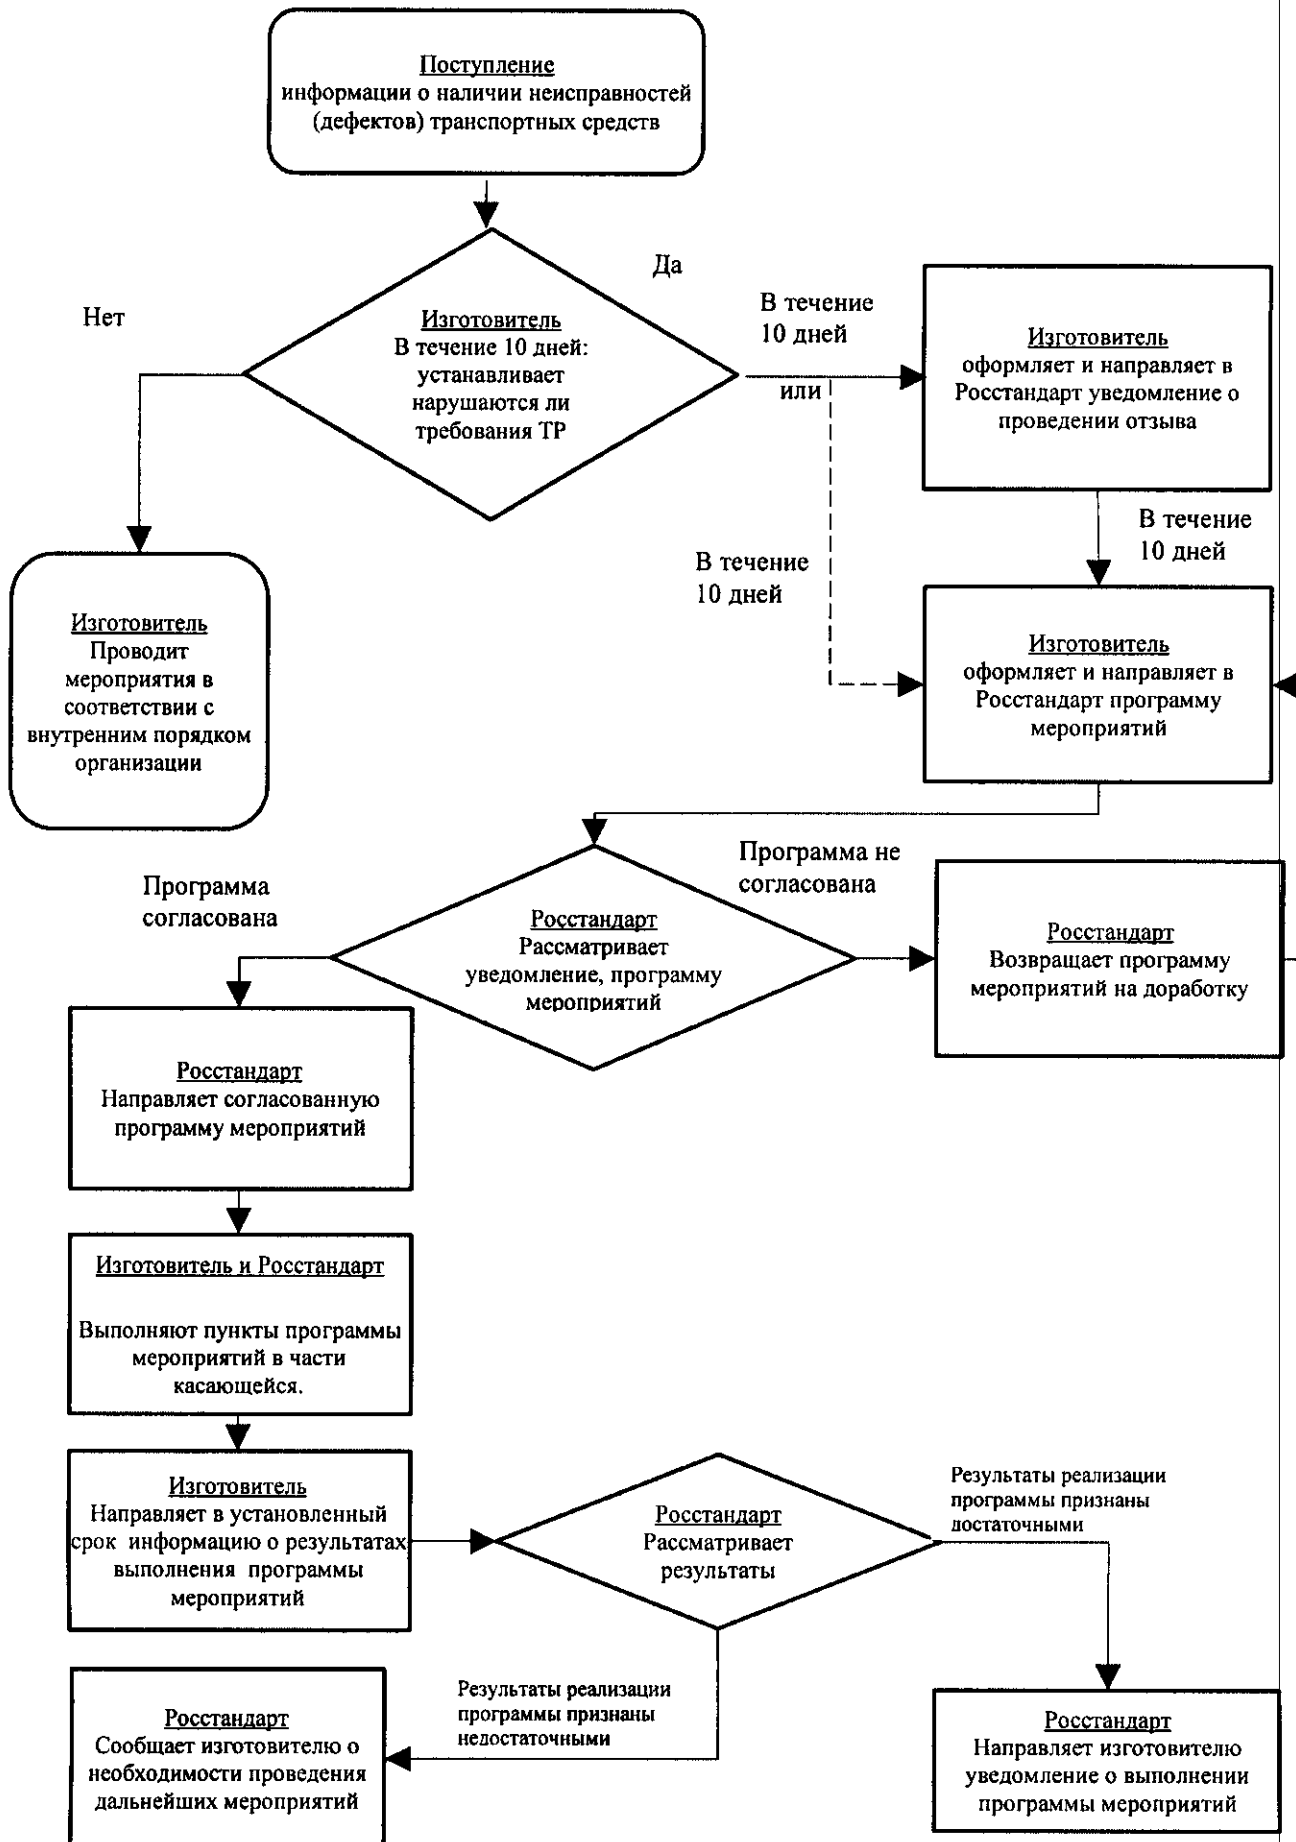 Поступление
информации о наличии неисправностей
(дефектов) транспортных средств
Да
Нет
В течение
10 дней
Изготовитель
В течение 10 дней:
устанавливает
нарушаются ли
требования ТР
или
Изготовитель
оформляет и направляет в
Росстандарт уведомление о
проведении отзыва
В течение
10 дней
В течение
10 дней
Изготовитель
Проводит
мероприятия в
соответствии с
внутренним порядком
организации
Изготовитель
оформляет и направляет в
Росстандарт программу
мероприятий
Программа не
согласована
Программа
согласована
Росстандарт
Рассматривает
уведомление, программу
мероприятий
Росстандарт
Возвращает программу
мероприятий на доработку
Росстандарт
Направляет согласованную
программу мероприятий
Изготовитель и Росстандарт
Выполняют пункты программы
мероприятий в части
касающейся.
Изготовитель
Направляет в установленный
срок информацию о результатах
выполнения программы
мероприятий
Росстандарт
Рассматривает
результаты
Результаты реализации
программы признаны
достаточными
Результаты реализации
программы признаны
недостаточными
Росстандарт
Сообщает изготовителю о
необходимости проведения
дальнейших мероприятий
Росстандарт
Направляет изготовителю
уведомление о выполнении
программы мероприятий